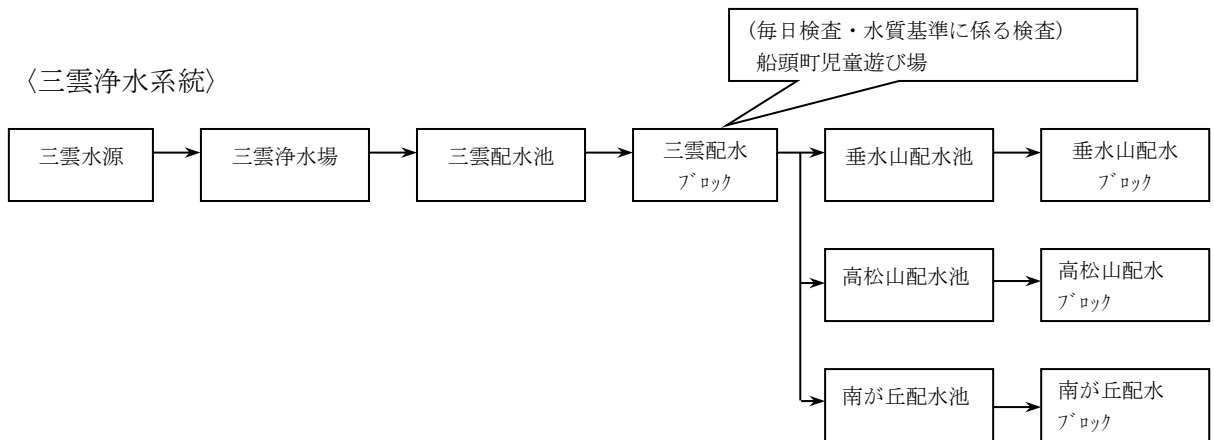 (毎日検査・水質基準に係る検査)
船頭町児童遊び場
〈三雲浄水系統〉
三雲水源
三雲浄水場
三雲配水池
三雲配水
ﾌﾞﾛｯｸ
垂水山配水池
垂水山配水
ﾌﾞﾛｯｸ
高松山配水池
高松山配水
ﾌﾞﾛｯｸ
南が丘配水池
南が丘配水
ﾌﾞﾛｯｸ